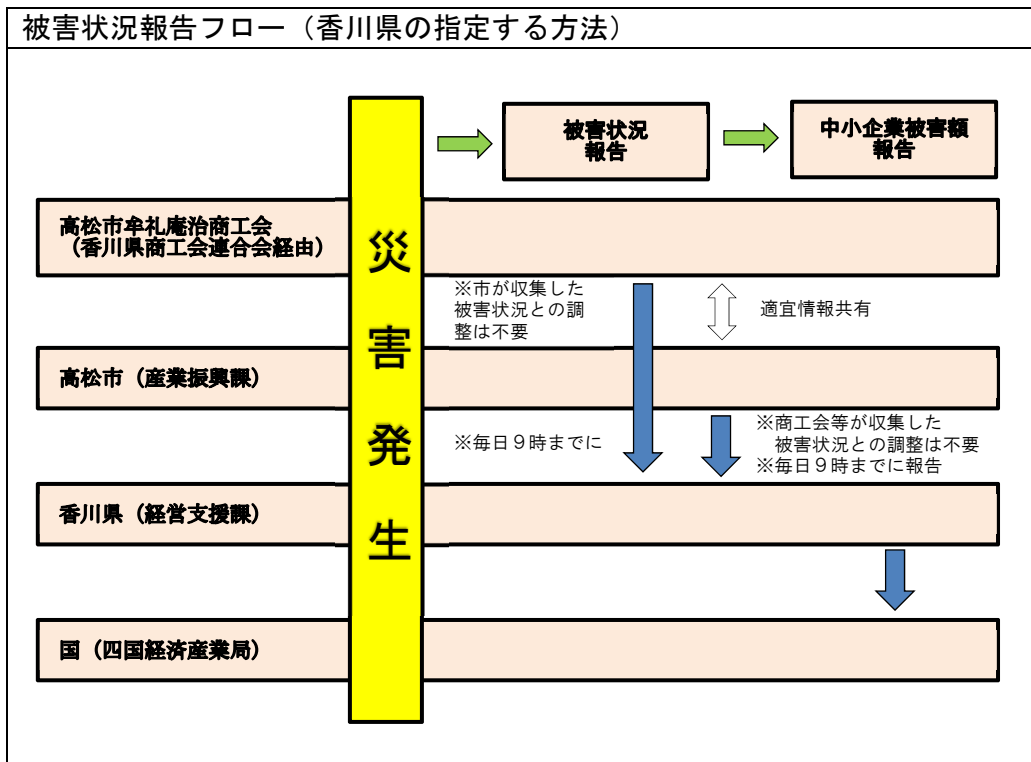 被害状況報告フロー（香川県の指定する方法）
被害状況
報告
中小企業被害額
報告
災害発生
高松市牟礼庵治商工会
（香川県商工会連合会経由）
※市が収集した
被害状況との調
整は不要
適宜情報共有
高松市（産業振興課）
※毎日９時までに
※商工会等が収集した
被害状況との調整は不要
※毎日９時までに報告
香川県（経営支援課）
国（四国経済産業局）